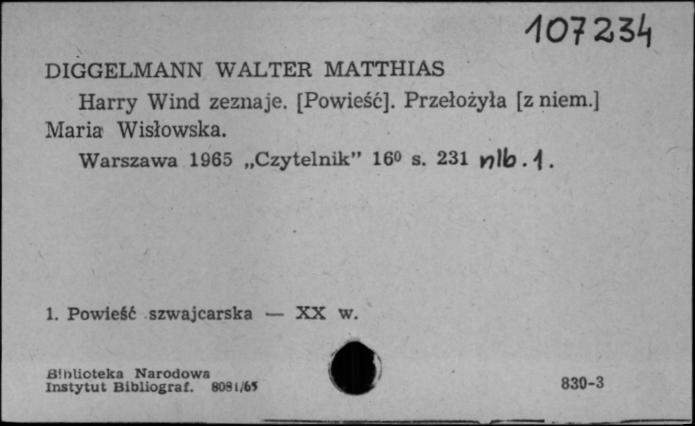 107234
DIGGELMANN WALTER MATTHIAS
Harry Wind zeznaje. [Powieść]. Przełożyła [z niem.]
Maria Wisłowska.
Warszawa 1965 „Czytelnik” 16⁰ s. 231 nlb. 1.
1. Powieść szwajcarska — XX w.
Biblioteka Narodowa
Instytut Bibliograf. 8081/65
830-3